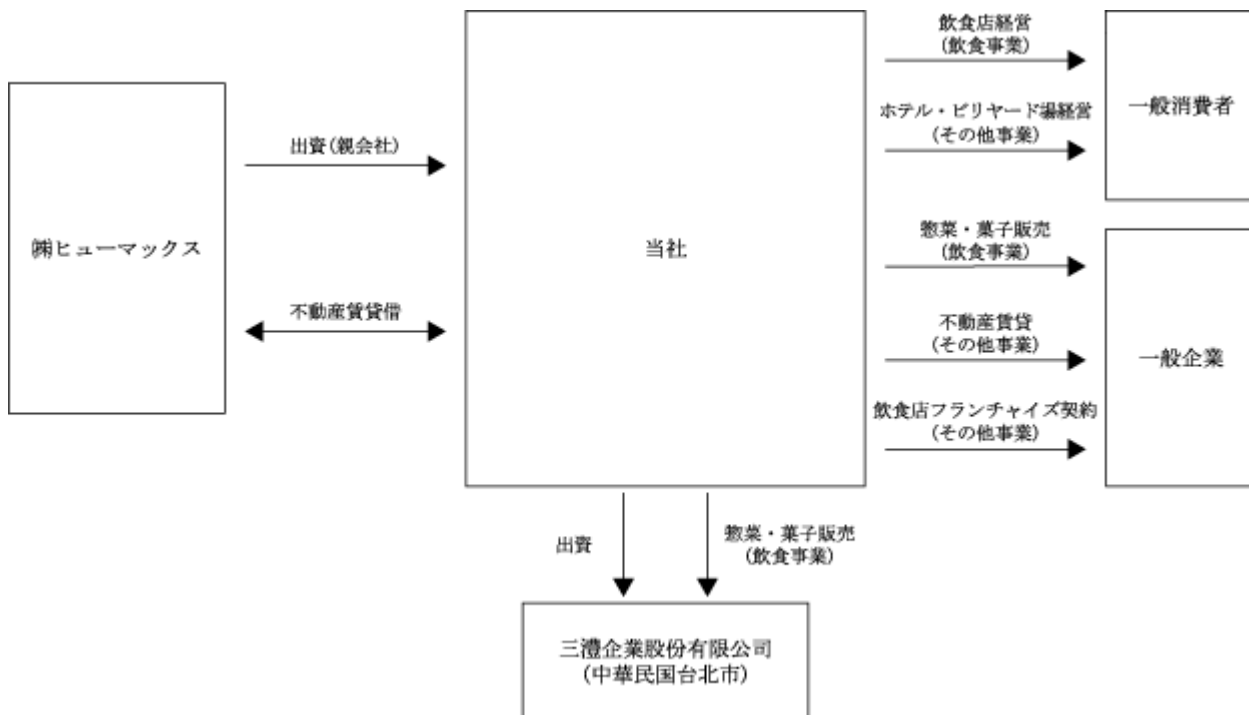 ㈱ヒューマックス
出資(親会社)
不動産賃貸借
当社
飲食店経営
(飲食事業)
ホテル・ビリヤード場経営
(その他事業)
一般消費者
惣菜・菓子販売
(飲食事業)
不動産賃貸
(その他事業)
飲食店フランチャイズ契約
(その他事業)
一般企業
出資
惣菜・菓子販売
(飲食事業)
三澧企業股份有限公司
(中華民国台北市)